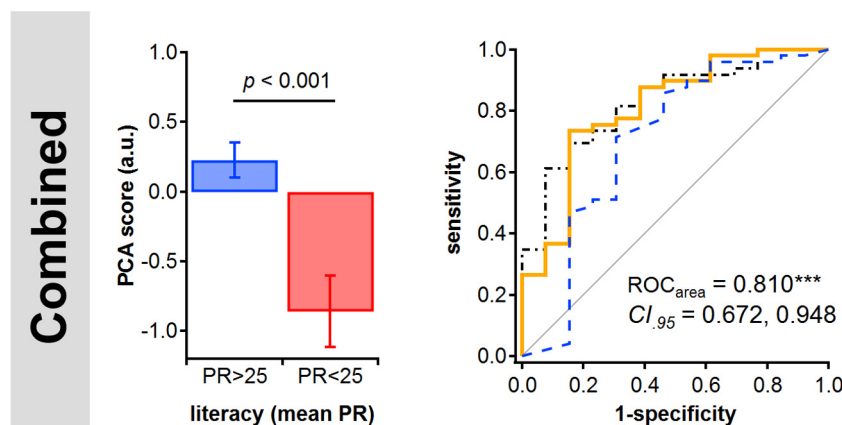 Combined
PCA score (a.u.)
1.0
0.5
0.0
-0.5
-1.0
p < 0.001
PR>25 PR<25
literacy (mean PR)
sensitivity
1.0
0.8
0.6
0.4
0.2
0.0
ROCarea = 0.810***
CI.95 = 0.672, 0.948
0.0 0.2 0.4 0.6 0.8 1.0
1-specificity